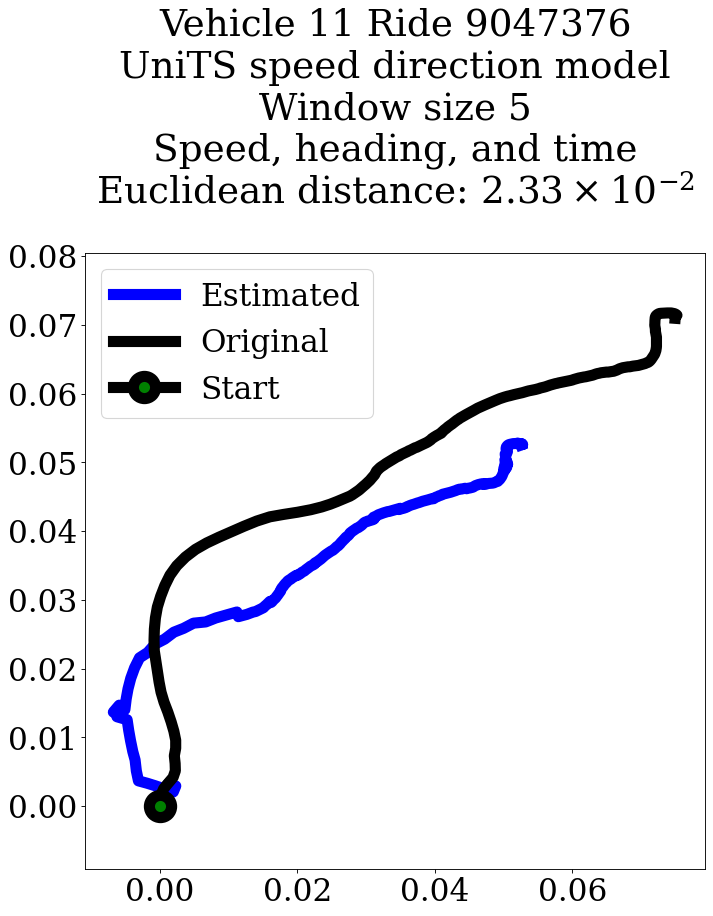 Vehicle 11 Ride 9047376
UniTS speed direction model
Window size 5
Speed, heading, and time
Euclidean distance: 2.33 × 10⁻²
0.08
0.07
0.06
0.05
0.04
0.03
0.02
0.01
0.00
Estimated
Original
Start
0.00 0.02 0.04 0.06